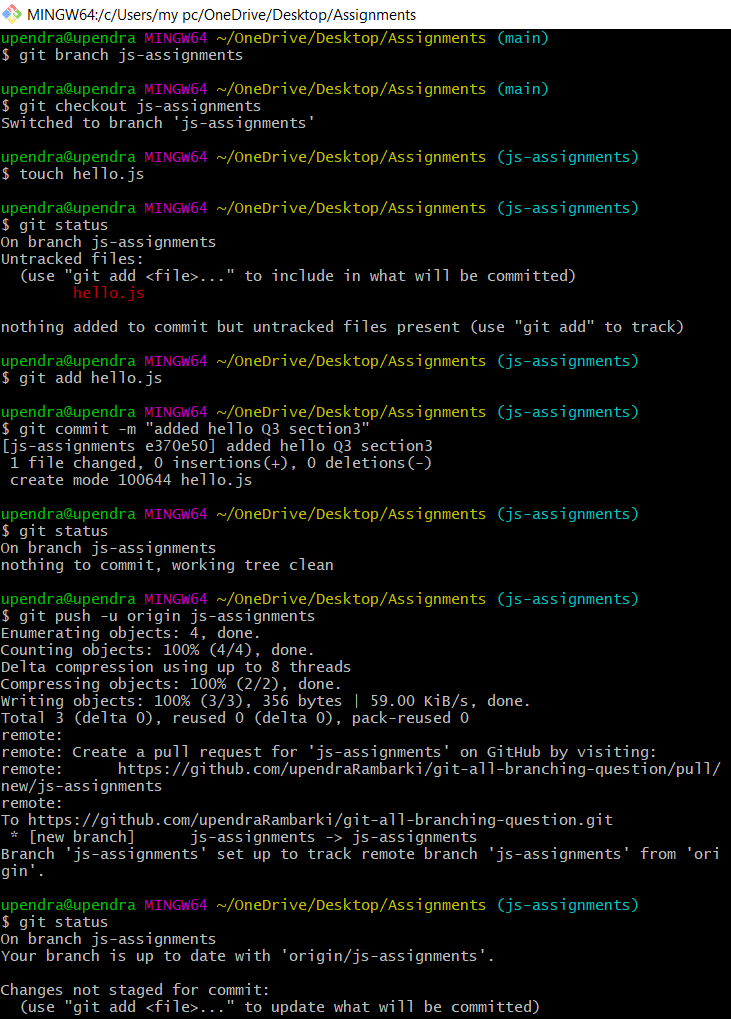 MINGW64:/c/Users/my pc/OneDrive/Desktop/Assignments
upendra@upendra MINGW64 ~/OneDrive/Desktop/Assignments (main)
$ git branch js-assignments
upendra@upendra MINGW64 ~/OneDrive/Desktop/Assignments (main)
$ git checkout js-assignments
Switched to branch 'js-assignments'
upendra@upendra MINGW64 ~/OneDrive/Desktop/Assignments (js-assignments)
$ touch hello.js
upendra@upendra MINGW64 ~/OneDrive/Desktop/Assignments (js-assignments)
$ git status
On branch js-assignments
Untracked files:
  (use "git add <file>..." to include in what will be committed)
        hello.js
nothing added to commit but untracked files present (use "git add" to track)
upendra@upendra MINGW64 ~/OneDrive/Desktop/Assignments (js-assignments)
$ git add hello.js
upendra@upendra MINGW64 ~/OneDrive/Desktop/Assignments (js-assignments)
$ git commit -m "added hello Q3 section3"
[js-assignments e370e50] added hello Q3 section3
 1 file changed, 0 insertions(+), 0 deletions(-)
 create mode 100644 hello.js
upendra@upendra MINGW64 ~/OneDrive/Desktop/Assignments (js-assignments)
$ git status
On branch js-assignments
nothing to commit, working tree clean
upendra@upendra MINGW64 ~/OneDrive/Desktop/Assignments (js-assignments)
$ git push -u origin js-assignments
Enumerating objects: 4, done.
Counting objects: 100% (4/4), done.
Delta compression using up to 8 threads
Compressing objects: 100% (2/2), done.
Writing objects: 100% (3/3), 356 bytes | 59.00 KiB/s, done.
Total 3 (delta 0), reused 0 (delta 0), pack-reused 0
remote:
remote: Create a pull request for 'js-assignments' on GitHub by visiting:
remote:      https://github.com/upendraRambarki/git-all-branching-question/pull/
new/js-assignments
remote:
To https://github.com/upendraRambarki/git-all-branching-question.git
 * [new branch]      js-assignments -> js-assignments
Branch 'js-assignments' set up to track remote branch 'js-assignments' from 'ori
gin'.
upendra@upendra MINGW64 ~/OneDrive/Desktop/Assignments (js-assignments)
$ git status
On branch js-assignments
Your branch is up to date with 'origin/js-assignments'.
Changes not staged for commit:
  (use "git add <file>..." to update what will be committed)